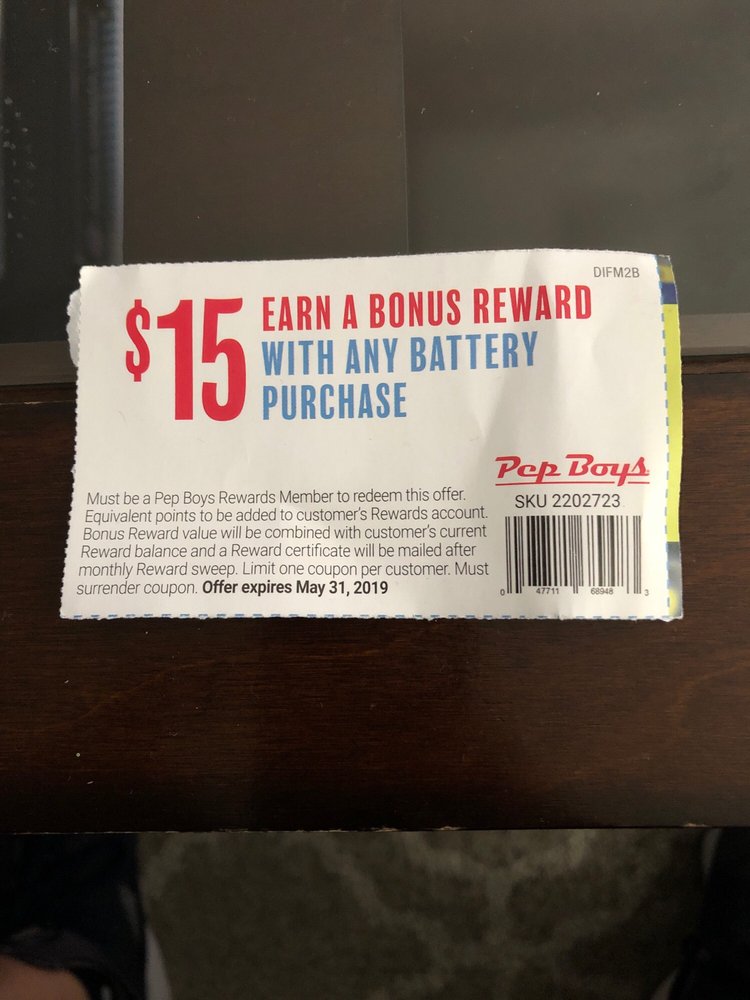 DIFM2B
$15
EARN A BONUS REWARD
WITH ANY BATTERY
PURCHASE
Pep Boys
SKU 2202723
Must be a Pep Boys Rewards Member to redeem this offer.
Equivalent points to be added to customer's Rewards account.
Bonus Reward value will be combined with customer's current
Reward balance and a Reward certificate will be mailed after
monthly Reward sweep. Limit one coupon per customer. Must
surrender coupon. Offer expires May 31, 2019
0 47711 68948 3